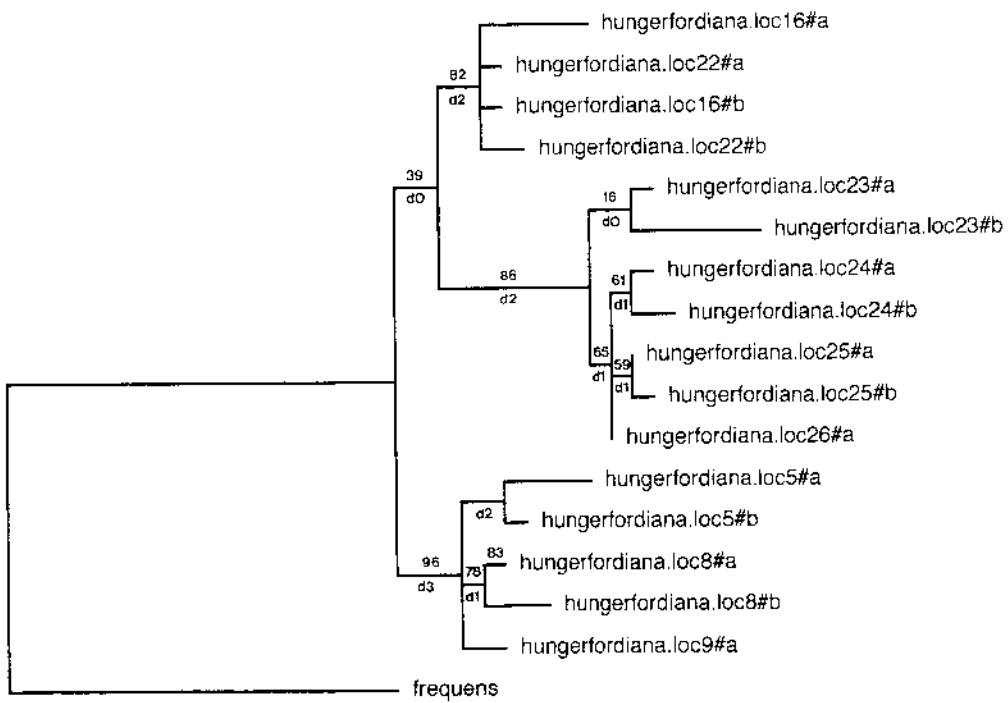 hungerfordiana.loc16#a
hungerfordiana.loc22#a
82
d2
hungerfordiana.loc16#b
hungerfordiana.loc22#b
39
d0
hungerfordiana.loc23#a
16
d0
hungerfordiana.loc23#b
hungerfordiana.loc24#a
86
d2
61
d1
hungerfordiana.loc24#b
hungerfordiana.loc25#a
65
d1
59
d1
hungerfordiana.loc25#b
hungerfordiana.loc26#a
hungerfordiana.loc5#a
d2
hungerfordiana.loc5#b
83
hungerfordiana.loc8#a
96
d3
78
d1
hungerfordiana.loc8#b
hungerfordiana.loc9#a
frequens